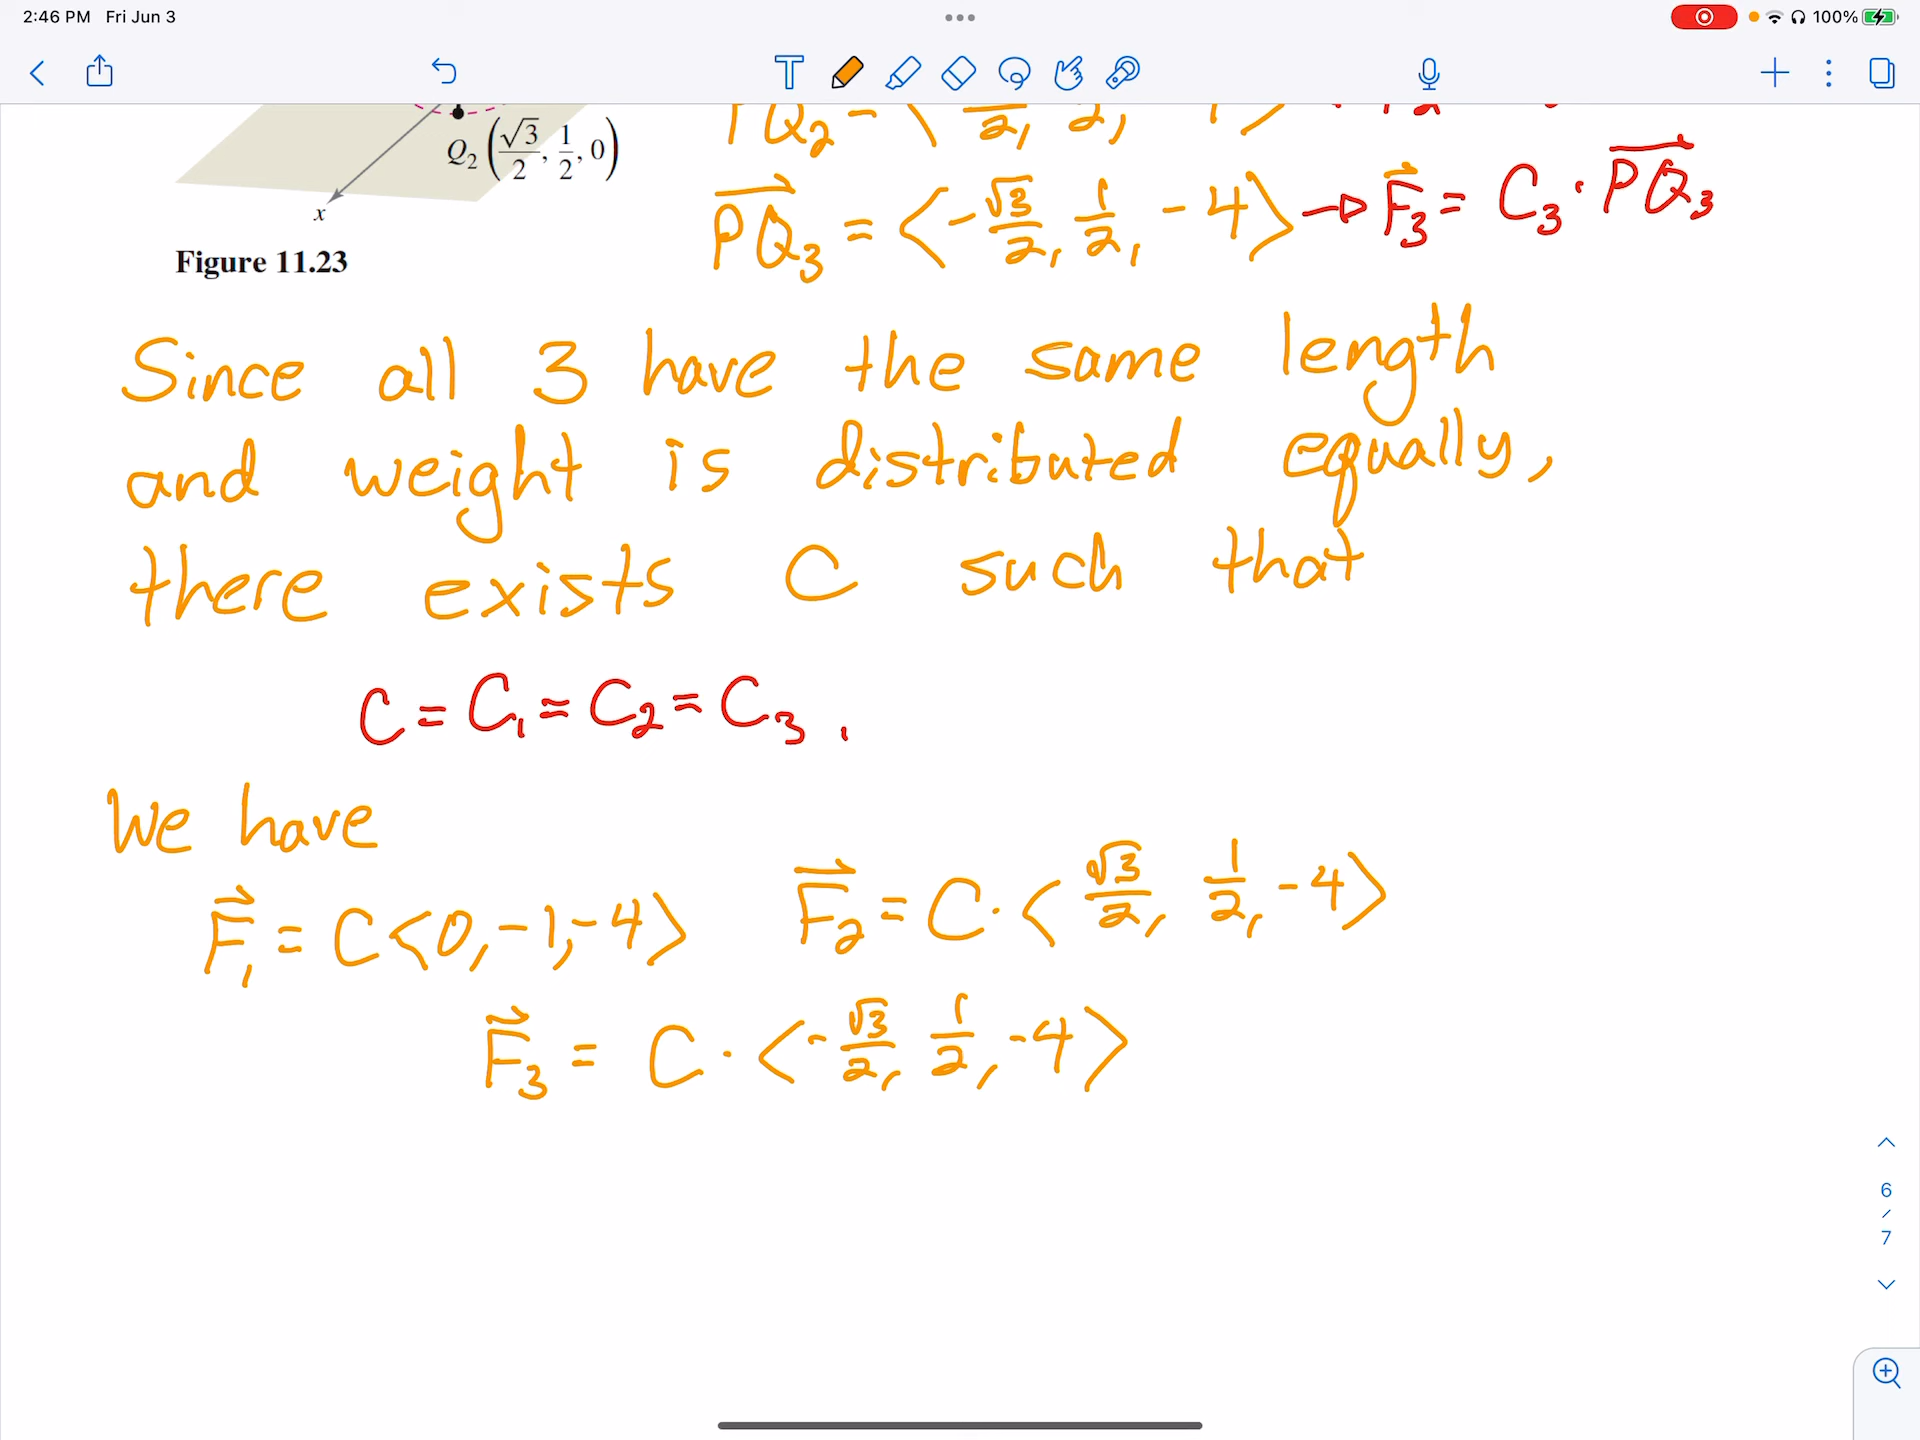 2:46 PM Fri Jun 3
100%
Q₂ (√3/2, 1/2, 0)
x
Figure 11.23
PQ₃ = ⟨-√3/2, 1/2, -4⟩ → F₃ = C₃ · PQ₃
Since all 3 have the same length
and weight is distributed equally,
there exists C such that
C = C₁ = C₂ = C₃.
We have
F₁ = C⟨0, -1, -4⟩ F₂ = C · ⟨√3/2, 1/2, -4⟩
F₃ = C · ⟨-√3/2, 1/2, -4⟩
6
/
7